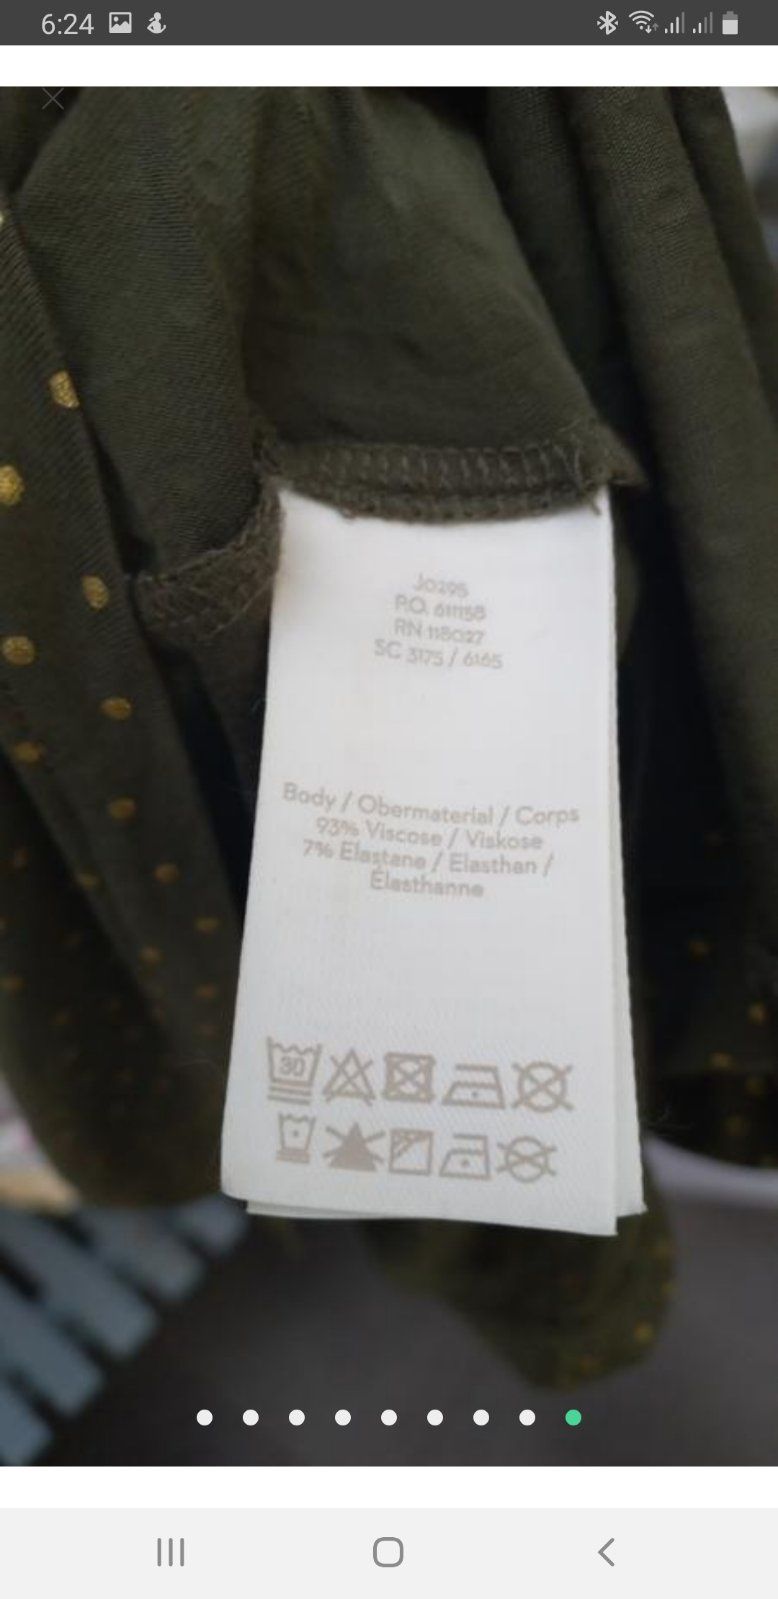 6:24
J0295
P.O. 611158
RN 118027
SC 3175 / 6165
Body / Obermaterial / Corps
93% Viscose / Viskose
7% Elastane / Elasthan /
Élasthanne
30